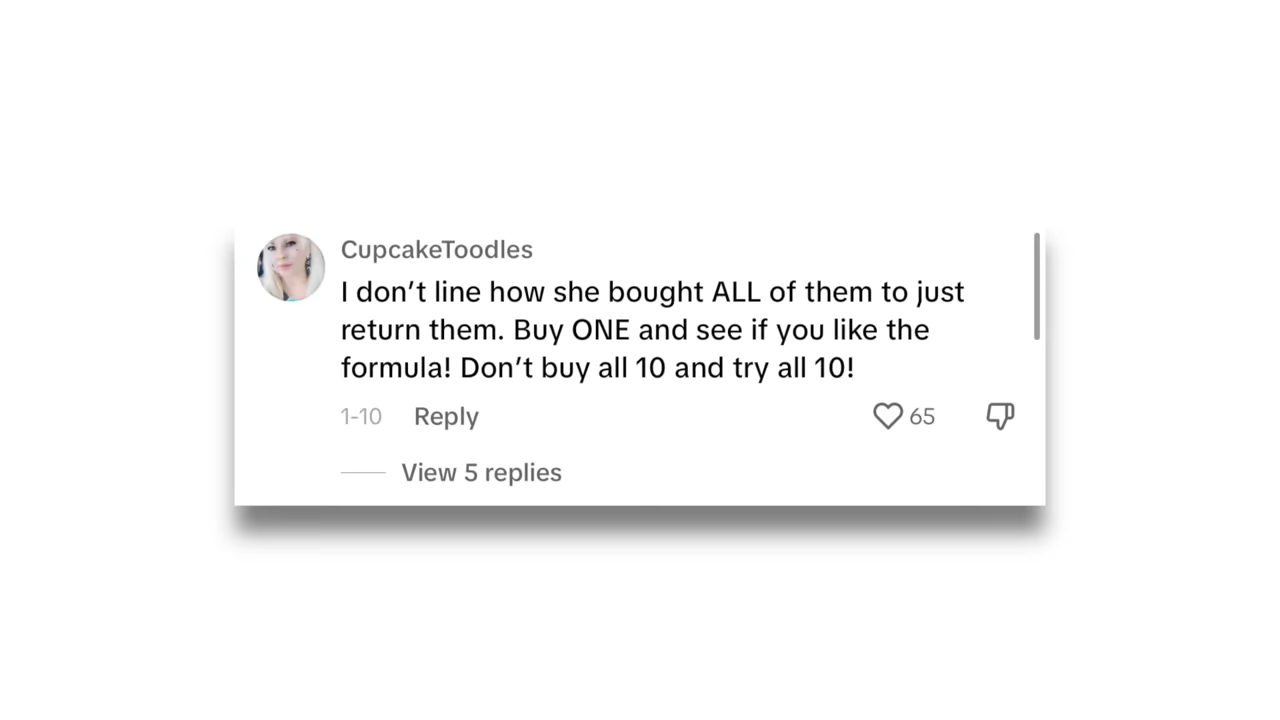 CupcakeToodles
I don’t line how she bought ALL of them to just
return them. Buy ONE and see if you like the
formula! Don’t buy all 10 and try all 10!
1-10 Reply 65
View 5 replies